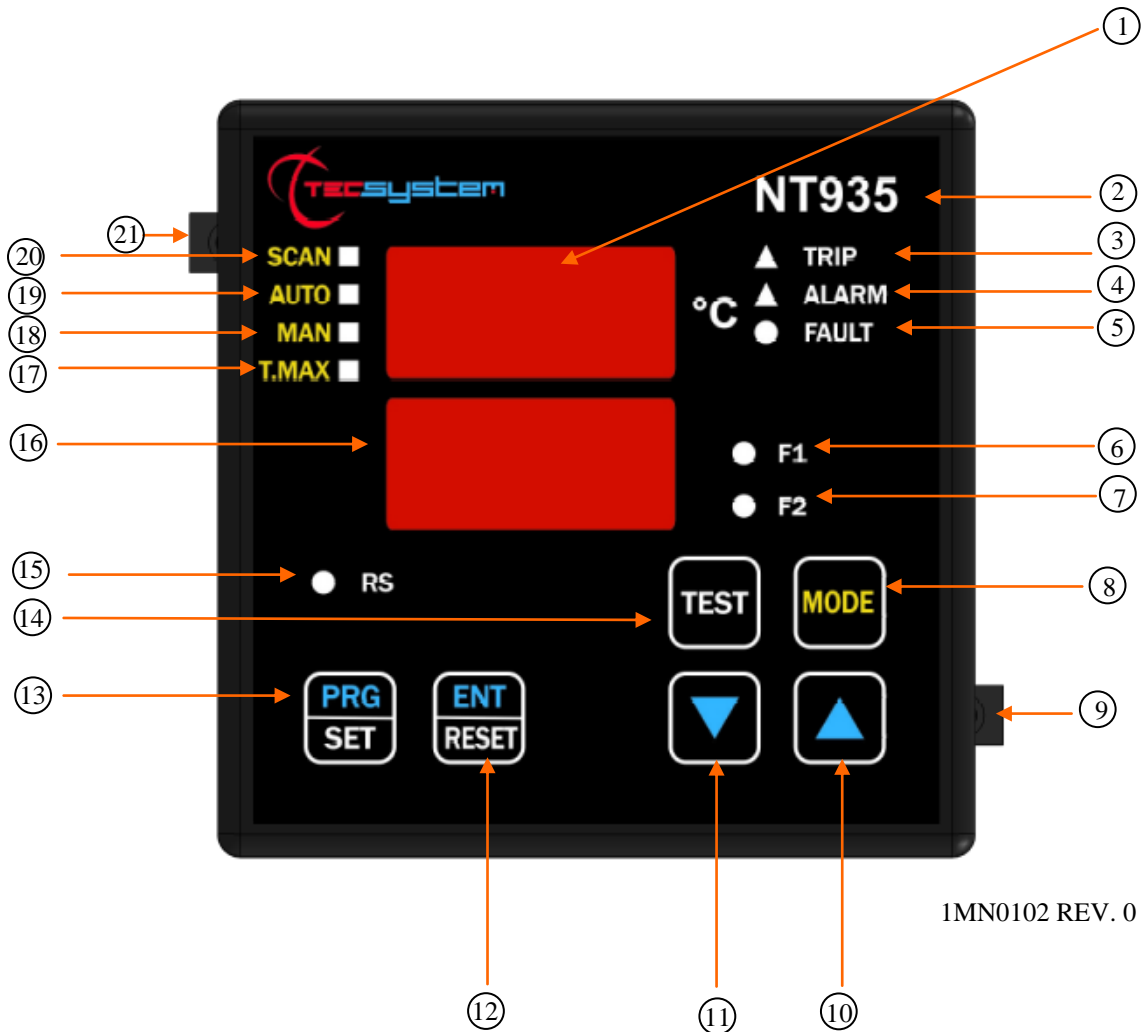 1
TECSYSTEM
NT935
2
21
20
SCAN
TRIP
3
19
AUTO
ALARM
4
18
MAN
°C
FAULT
5
17
T.MAX
16
F1
6
F2
7
15
RS
14
TEST
MODE
8
13
PRG
SET
ENT
RESET
9
1MN0102 REV. 0
12
11
10